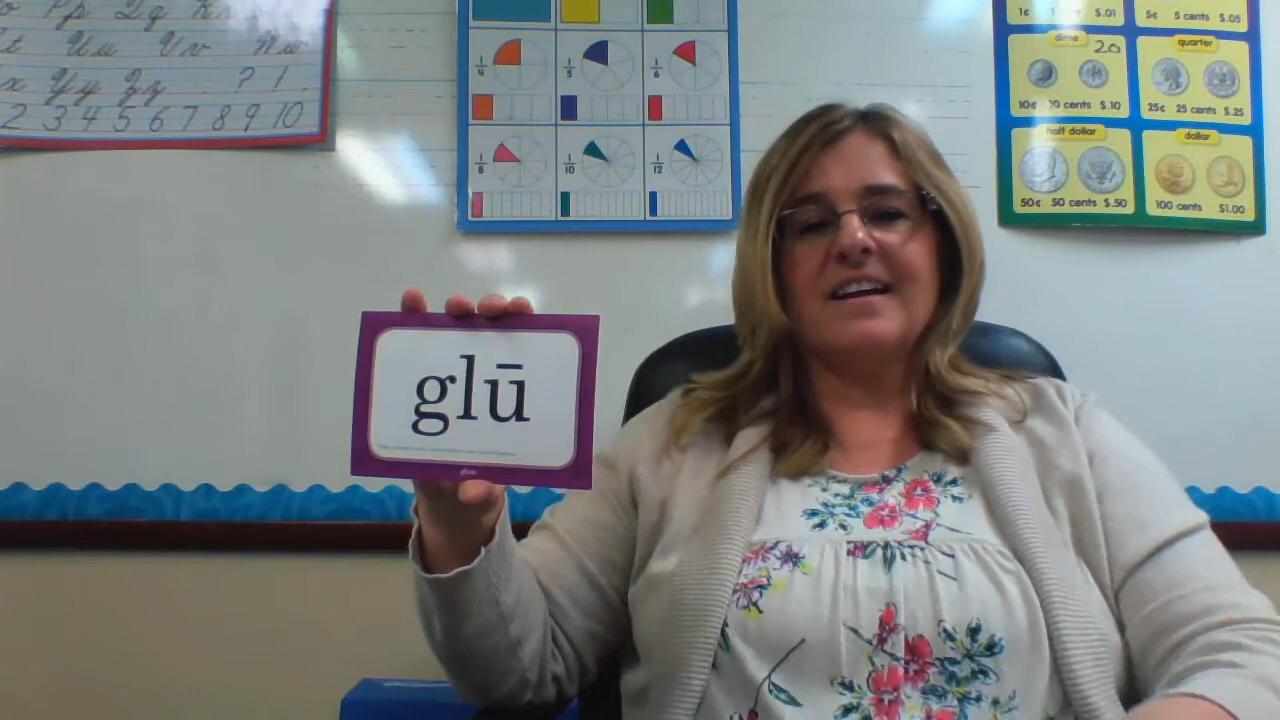 Pp Qq
Uu Vv Ww
x Yy Zz . ? !
2 3 4 5 6 7 8 9 10
1/4 1/5 1/6
1/8 1/10 1/12
1¢ $.01 5¢ 5 cents $.05
dime 20 quarter
10¢ 10 cents $.10 25¢ 25 cents $.25
half dollar dollar
50¢ 50 cents $.50 100 cents $1.00
glū